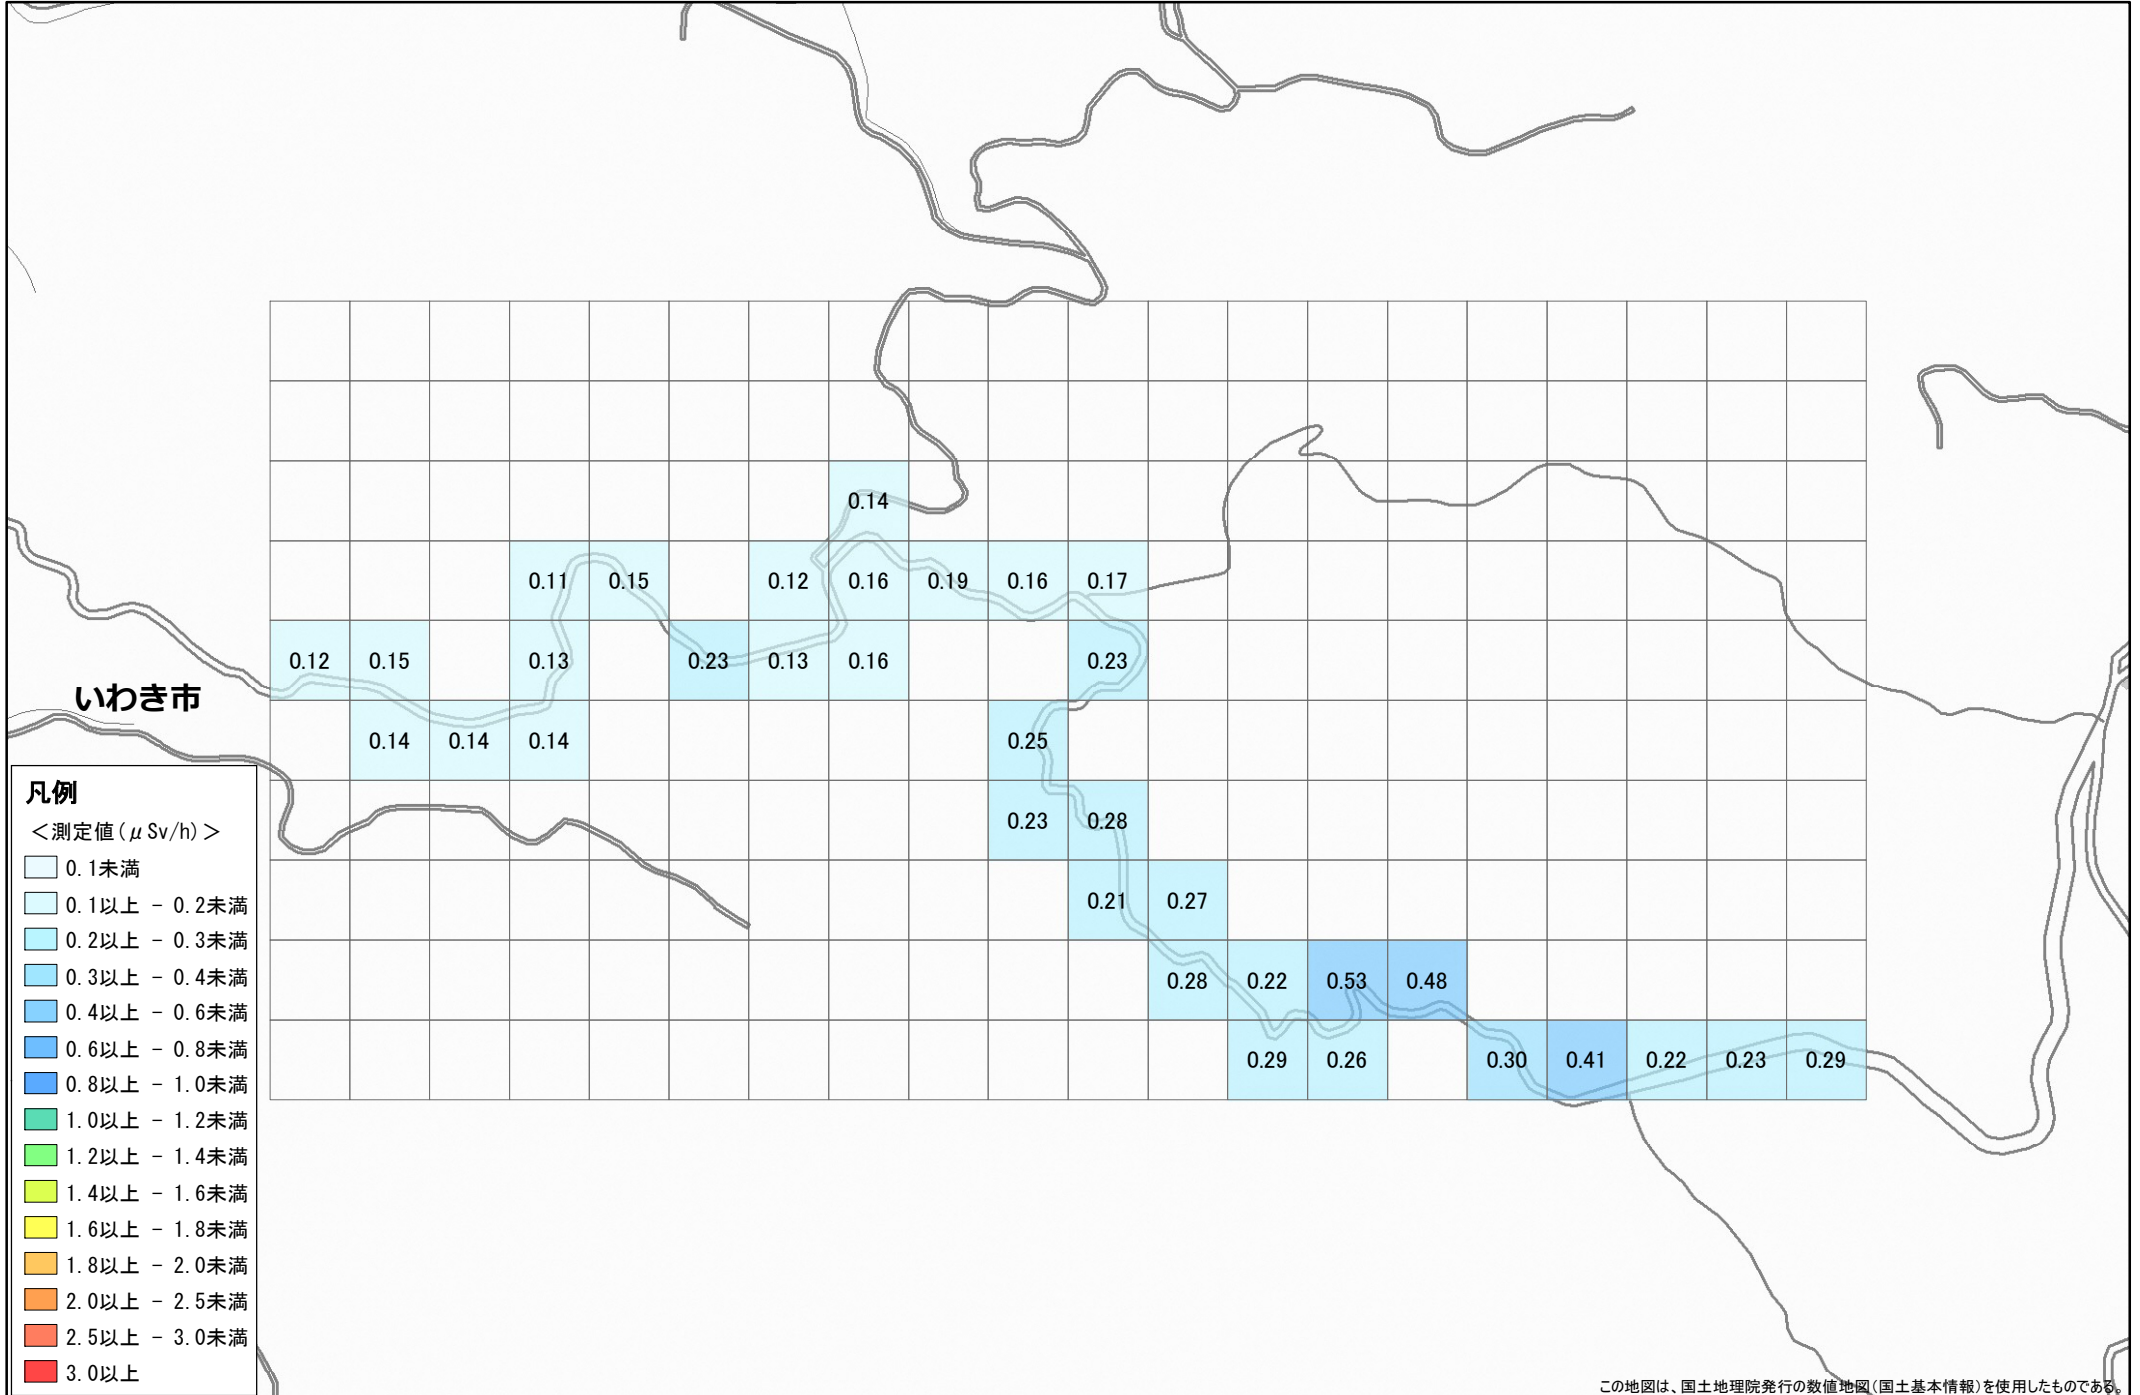 0.14
0.11 0.15 0.12 0.16 0.19 0.16 0.17
0.12 0.15 0.13 0.23 0.13 0.16 0.23
いわき市
0.14 0.14 0.14 0.25
0.23 0.28
0.21 0.27
0.28 0.22 0.53 0.48
0.29 0.26 0.30 0.41 0.22 0.23 0.29
凡例
＜測定値(μSv/h)＞
0.1未満
0.1以上 － 0.2未満
0.2以上 － 0.3未満
0.3以上 － 0.4未満
0.4以上 － 0.6未満
0.6以上 － 0.8未満
0.8以上 － 1.0未満
1.0以上 － 1.2未満
1.2以上 － 1.4未満
1.4以上 － 1.6未満
1.6以上 － 1.8未満
1.8以上 － 2.0未満
2.0以上 － 2.5未満
2.5以上 － 3.0未満
3.0以上
この地図は、国土地理院発行の数値地図(国土基本情報)を使用したものである。